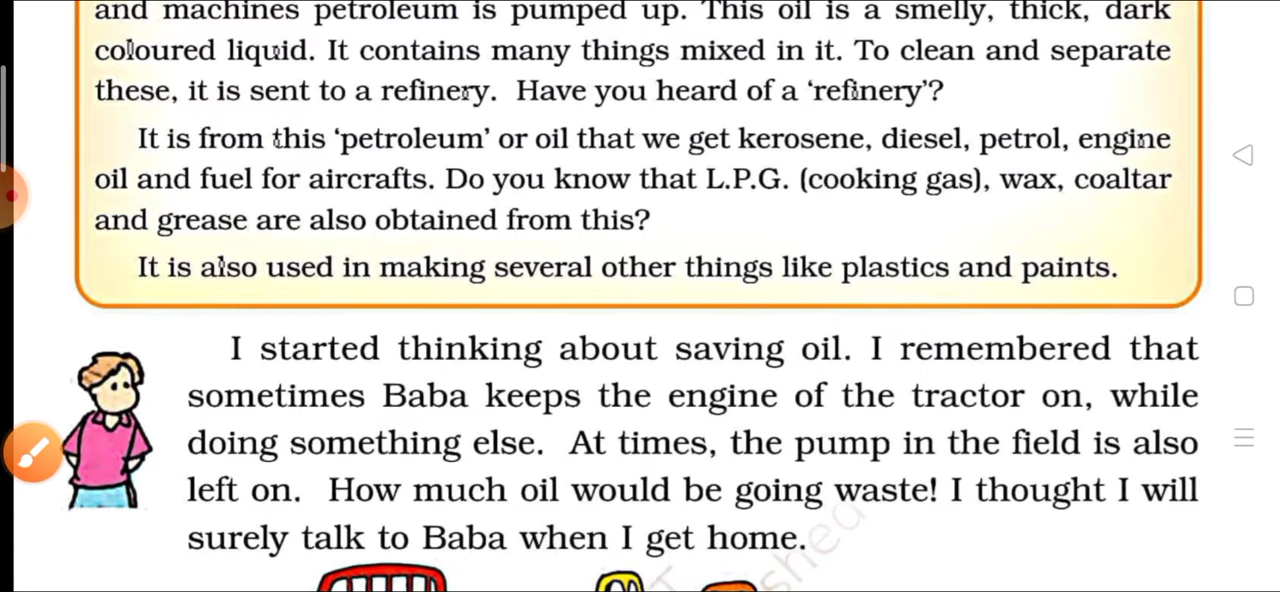 and machines petroleum is pumped up. This oil is a smelly, thick, dark
coloured liquid. It contains many things mixed in it. To clean and separate
these, it is sent to a refinery. Have you heard of a ‘refinery’?
It is from this ‘petroleum’ or oil that we get kerosene, diesel, petrol, engine
oil and fuel for aircrafts. Do you know that L.P.G. (cooking gas), wax, coaltar
and grease are also obtained from this?
It is also used in making several other things like plastics and paints.
I started thinking about saving oil. I remembered that
sometimes Baba keeps the engine of the tractor on, while
doing something else. At times, the pump in the field is also
left on. How much oil would be going waste! I thought I will
surely talk to Baba when I get home.